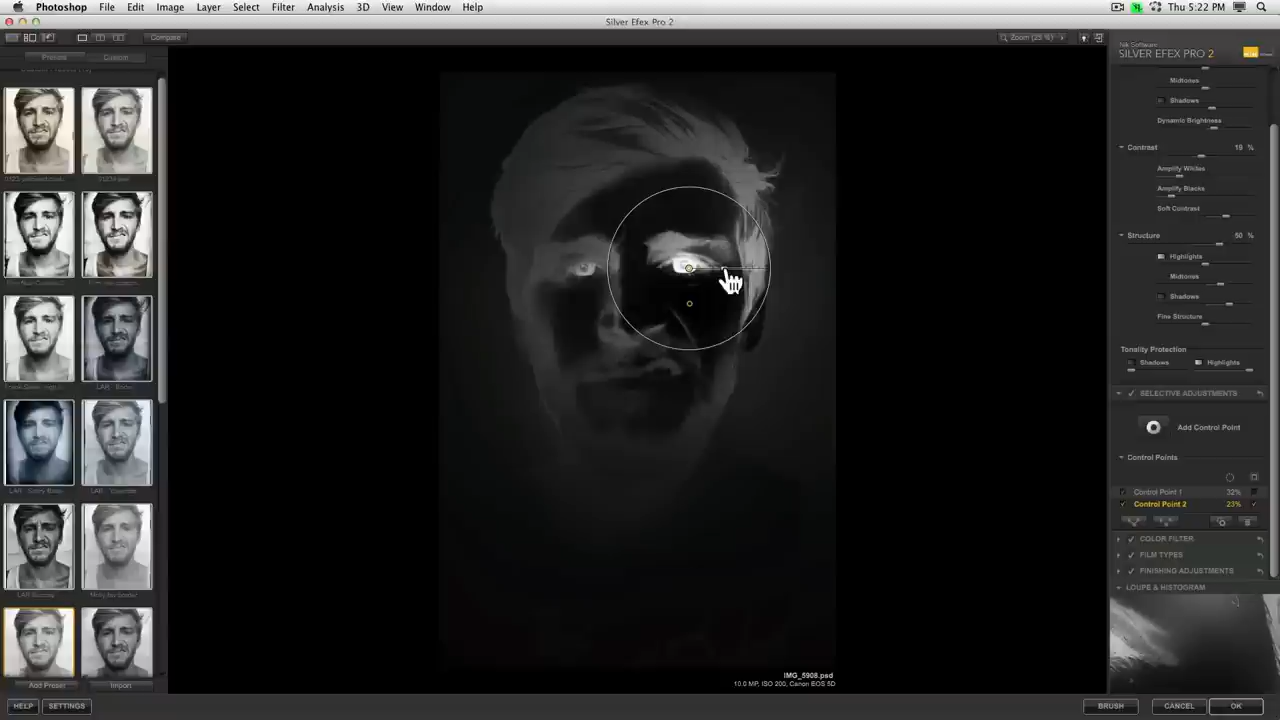 Photoshop File Edit Image Layer Select Filter Analysis 3D View Window Help Thu 5:22 PM
Silver Efex Pro 2
Compare
Zoom (25 %)
Presets Custom
Nik Software
SILVER EFEX PRO 2
Midtones
Shadows
Dynamic Brightness
Contrast 19 %
Amplify Whites
Amplify Blacks
Soft Contrast
Structure 50 %
Highlights
Midtones
Shadows
Fine Structure
Tonality Protection
Shadows Highlights
SELECTIVE ADJUSTMENTS
Add Control Point
Control Points
Control Point 1 32%
Control Point 2 23%
COLOR FILTER
FILM TYPES
FINISHING ADJUSTMENTS
LOUPE & HISTOGRAM
IMG_5908.psd
10.0 MP, ISO 200, Canon EOS 5D
Add Preset Import
HELP SETTINGS BRUSH CANCEL OK